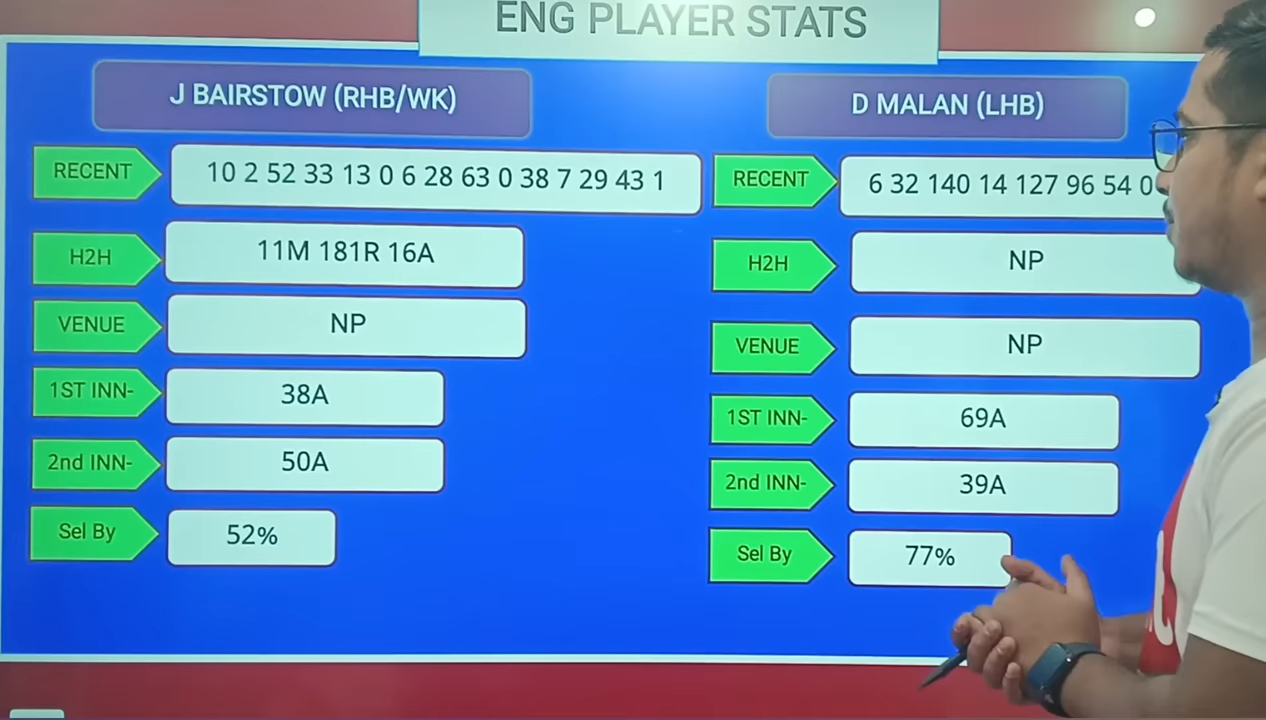 ENG PLAYER STATS
J BAIRSTOW (RHB/WK)
RECENT
10 2 52 33 13 0 6 28 63 0 38 7 29 43 1
H2H
11M 181R 16A
VENUE
NP
1ST INN-
38A
2nd INN-
50A
Sel By
52%
D MALAN (LHB)
RECENT
6 32 140 14 127 96 54 0
H2H
NP
VENUE
NP
1ST INN-
69A
2nd INN-
39A
Sel By
77%